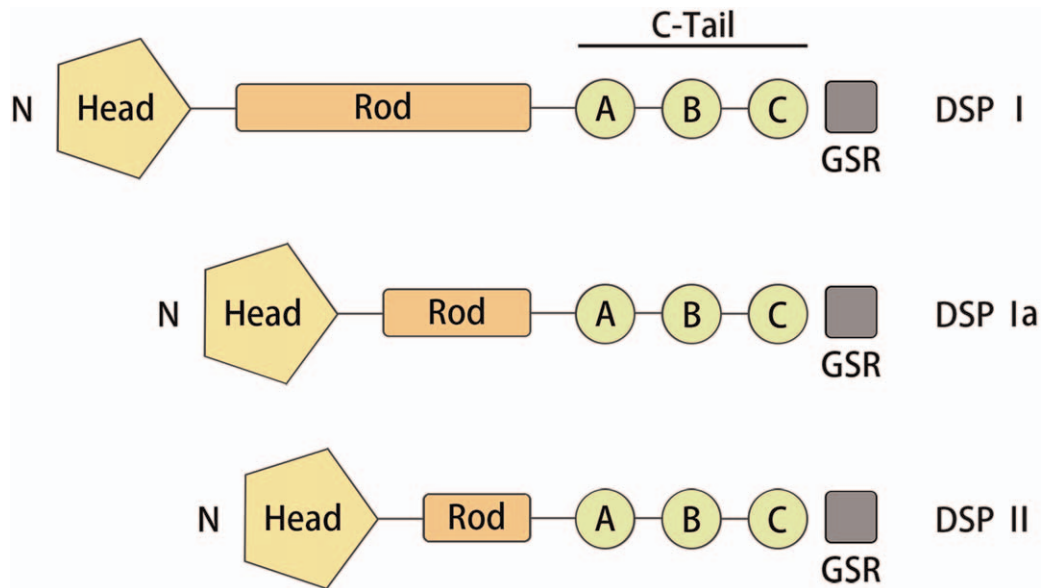 C-Tail
N Head Rod A B C DSP I
GSR
N Head Rod A B C DSP Ia
GSR
N Head Rod A B C DSP II
GSR